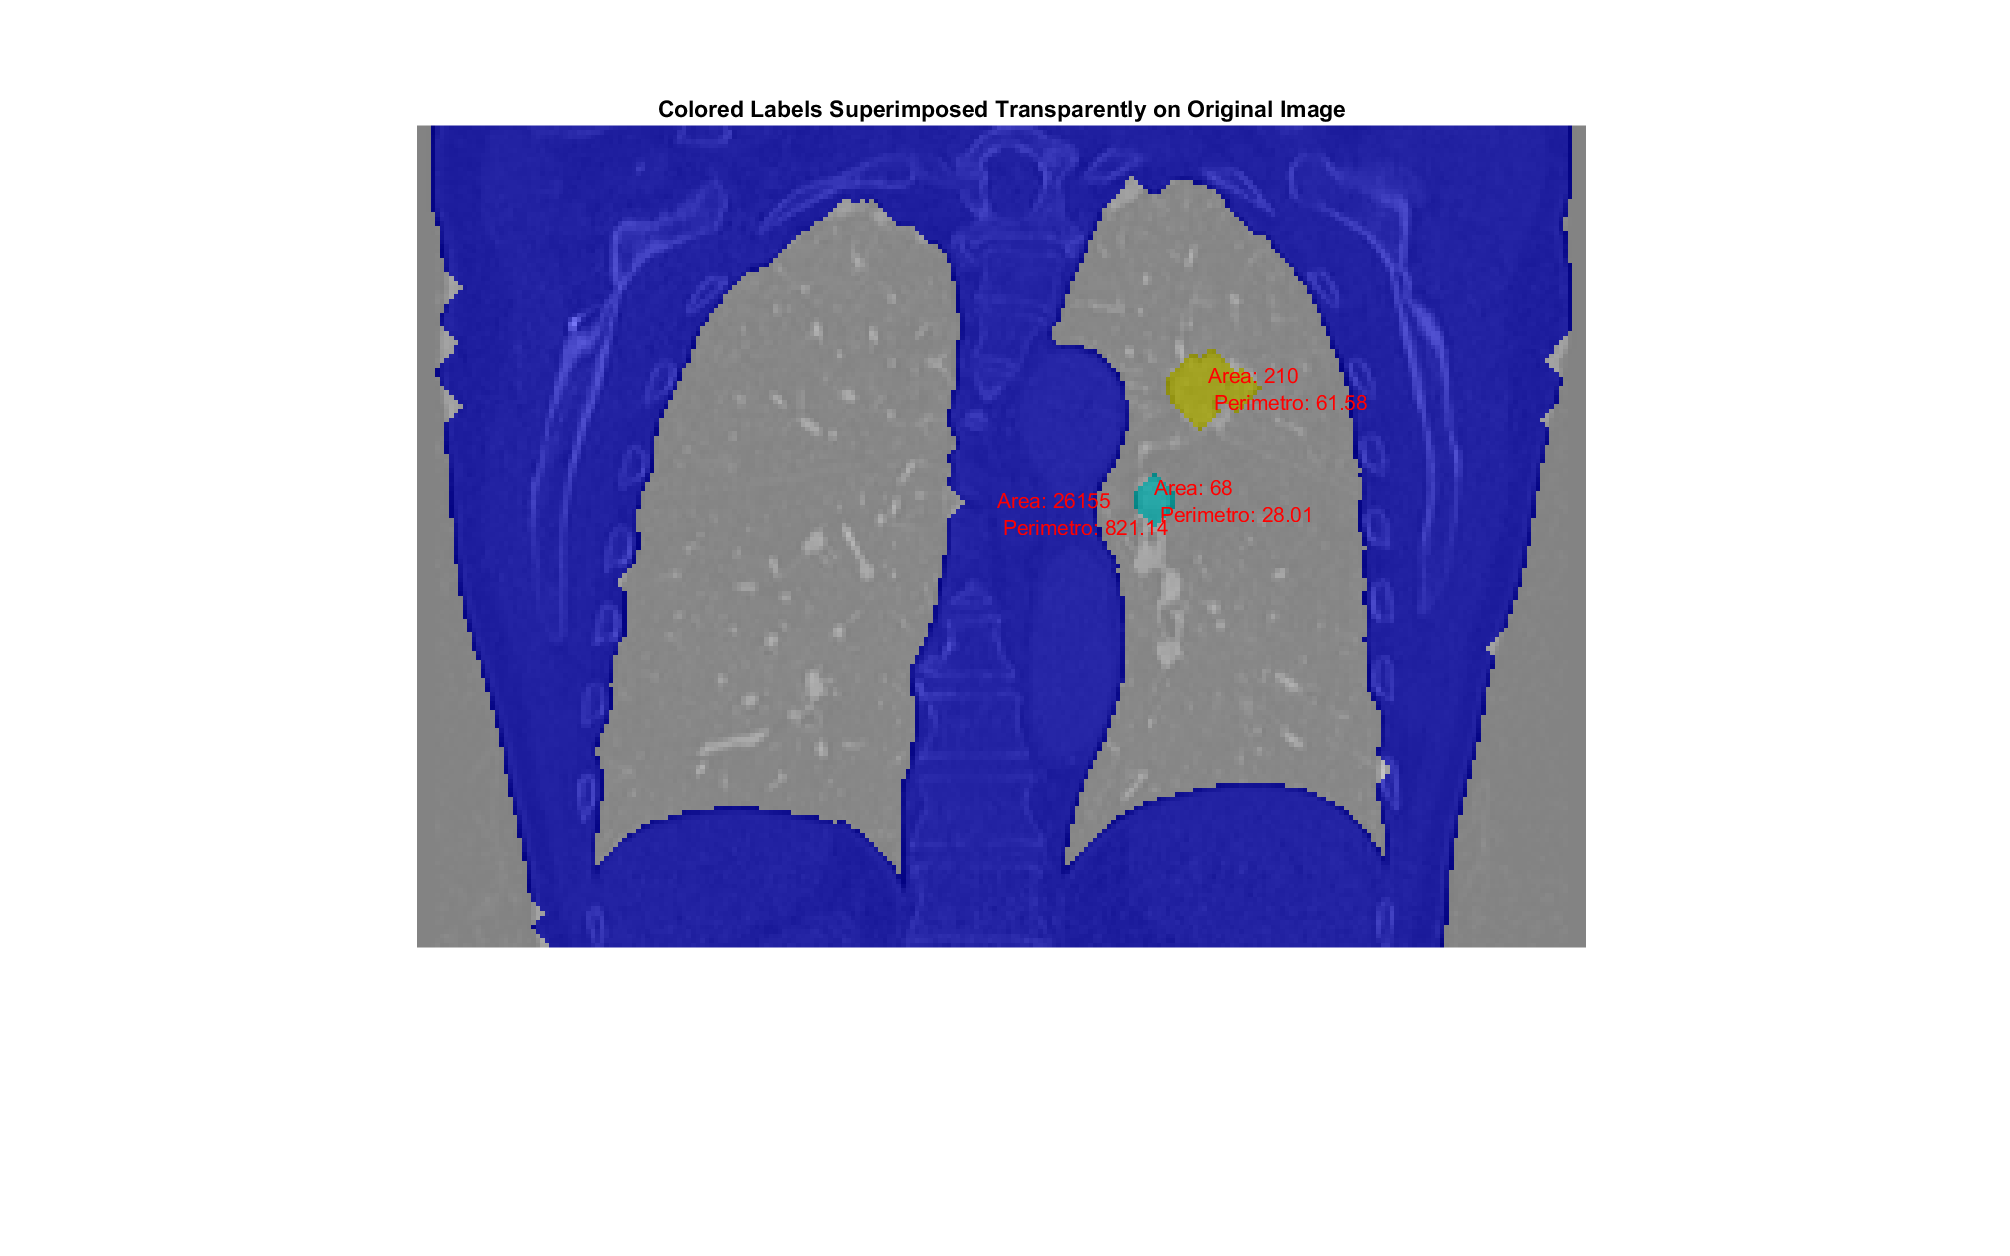 Colored Labels Superimposed Transparently on Original Image
Area: 210
Perimetro: 61.58
Area: 68
Perimetro: 28.01
Area: 26155
Perimetro: 821.14